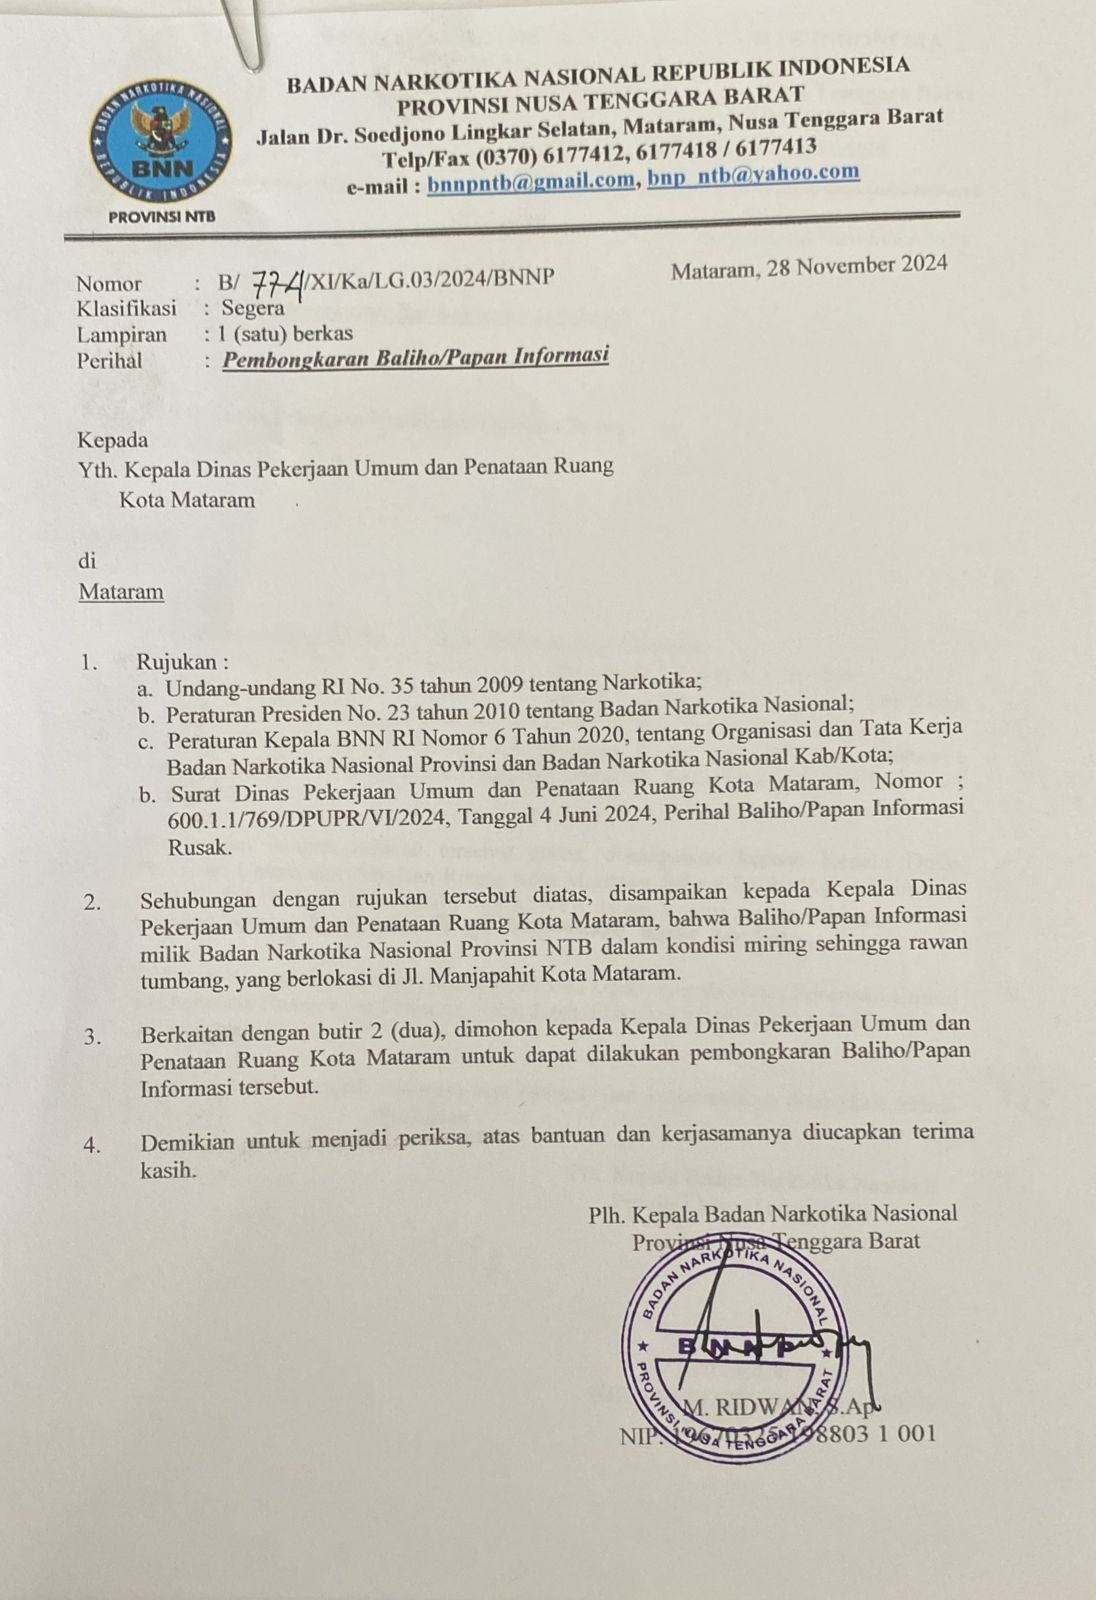 BADAN NARKOTIKA NASIONAL
REPUBLIK INDONESIA
BNN
PROVINSI NTB
BADAN NARKOTIKA NASIONAL REPUBLIK INDONESIA
PROVINSI NUSA TENGGARA BARAT
Jalan Dr. Soedjono Lingkar Selatan, Mataram, Nusa Tenggara Barat
Telp/Fax (0370) 6177412, 6177418 / 6177413
e-mail : bnnpntb@gmail.com, bnp_ntb@yahoo.com
Nomor : B/ 774/XI/Ka/LG.03/2024/BNNP
Mataram, 28 November 2024
Klasifikasi : Segera
Lampiran : 1 (satu) berkas
Perihal : Pembongkaran Baliho/Papan Informasi
Kepada
Yth. Kepala Dinas Pekerjaan Umum dan Penataan Ruang
Kota Mataram
di
Mataram
1. Rujukan :
a. Undang-undang RI No. 35 tahun 2009 tentang Narkotika;
b. Peraturan Presiden No. 23 tahun 2010 tentang Badan Narkotika Nasional;
c. Peraturan Kepala BNN RI Nomor 6 Tahun 2020, tentang Organisasi dan Tata Kerja
Badan Narkotika Nasional Provinsi dan Badan Narkotika Nasional Kab/Kota;
b. Surat Dinas Pekerjaan Umum dan Penataan Ruang Kota Mataram, Nomor ;
600.1.1/769/DPUPR/VI/2024, Tanggal 4 Juni 2024, Perihal Baliho/Papan Informasi
Rusak.
2. Sehubungan dengan rujukan tersebut diatas, disampaikan kepada Kepala Dinas
Pekerjaan Umum dan Penataan Ruang Kota Mataram, bahwa Baliho/Papan Informasi
milik Badan Narkotika Nasional Provinsi NTB dalam kondisi miring sehingga rawan
tumbang, yang berlokasi di Jl. Manjapahit Kota Mataram.
3. Berkaitan dengan butir 2 (dua), dimohon kepada Kepala Dinas Pekerjaan Umum dan
Penataan Ruang Kota Mataram untuk dapat dilakukan pembongkaran Baliho/Papan
Informasi tersebut.
4. Demikian untuk menjadi periksa, atas bantuan dan kerjasamanya diucapkan terima
kasih.
Plh. Kepala Badan Narkotika Nasional
Provinsi Nusa Tenggara Barat
BADAN NARKOTIKA NASIONAL
BNNP
PROVINSI NUSA TENGGARA BARAT
M. RIDWAN, S.Ap
NIP. 198803 1 001